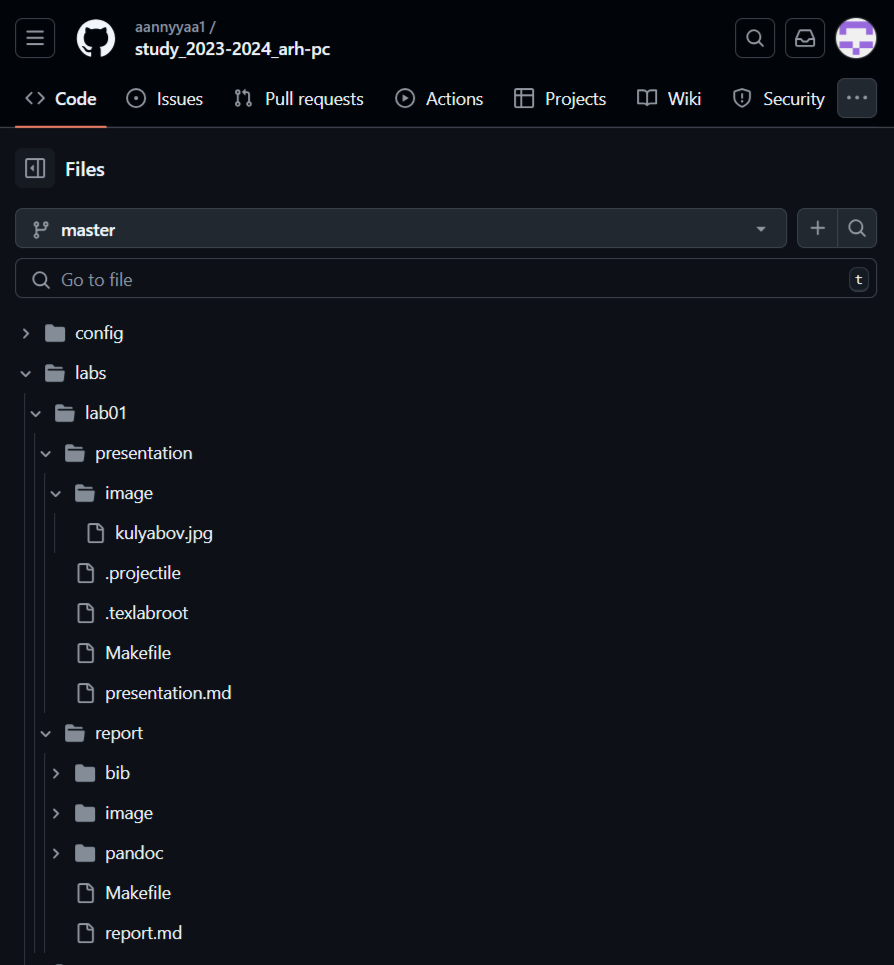 aannyyaa1 /
study_2023-2024_arh-pc
Code Issues Pull requests Actions Projects Wiki Security
Files
master
Go to file t
config
labs
lab01
presentation
image
kulyabov.jpg
.projectile
.texlabroot
Makefile
presentation.md
report
bib
image
pandoc
Makefile
report.md